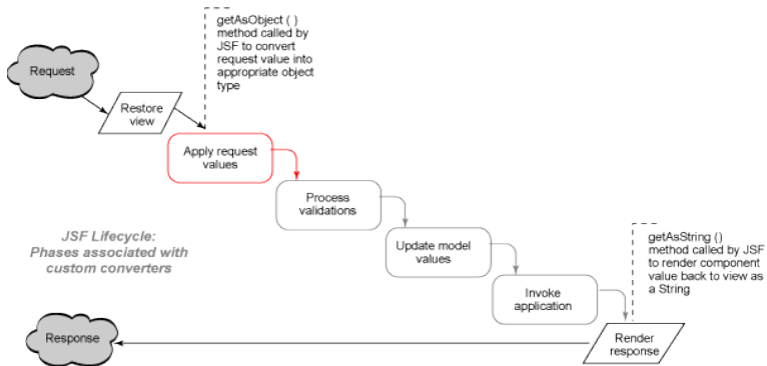 getAsObject ( )
method called by
JSF to convert
request value into
appropriate object
type
Request
Restore
view
Apply request
values
Process
validations
JSF Lifecycle:
Phases associated with
custom converters
Update model
values
getAsString ( )
method called by JSF
to render component
value back to view as
a String
Invoke
application
Response
Render
response